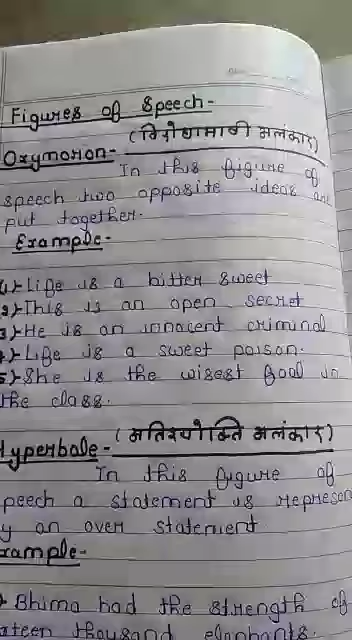 Figures of Speech-
(विरोधाभाषी अलंकार)
Oxymoron-
In this figure of
speech two opposite ideas are
put together.
Example-
1) Life is a bitter sweet
2) This is an open secret
3) He is an innocent criminal
4) Life is a sweet poison.
5) She is the wisest fool in
the class.
Hyperbole- (अतिश्योक्ति अलंकार)
In this figure of
speech a statement is represen
y an over statement
Example-
Bhima had the strength of
thousand elephants.